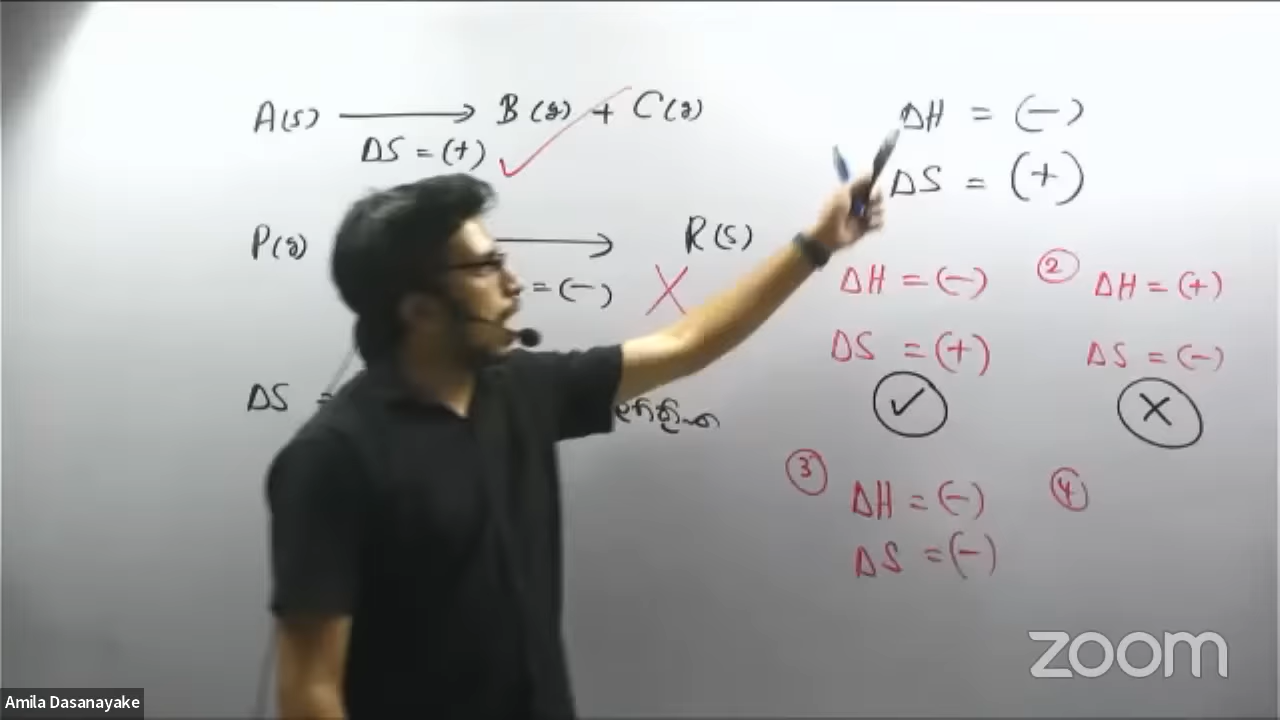 A(s) ⟶ B(g) + C(g)
ΔS = (+) ✓
P(g) ⟶ R(s)
= (−) ✗
ΔS =
ΔH = (−)
ΔS = (+)
ΔH = (−)
ΔS = (+)
✓
② ΔH = (+)
ΔS = (−)
✗
③ ΔH = (−)
ΔS = (−)
④
zoom
Amila Dasanayake